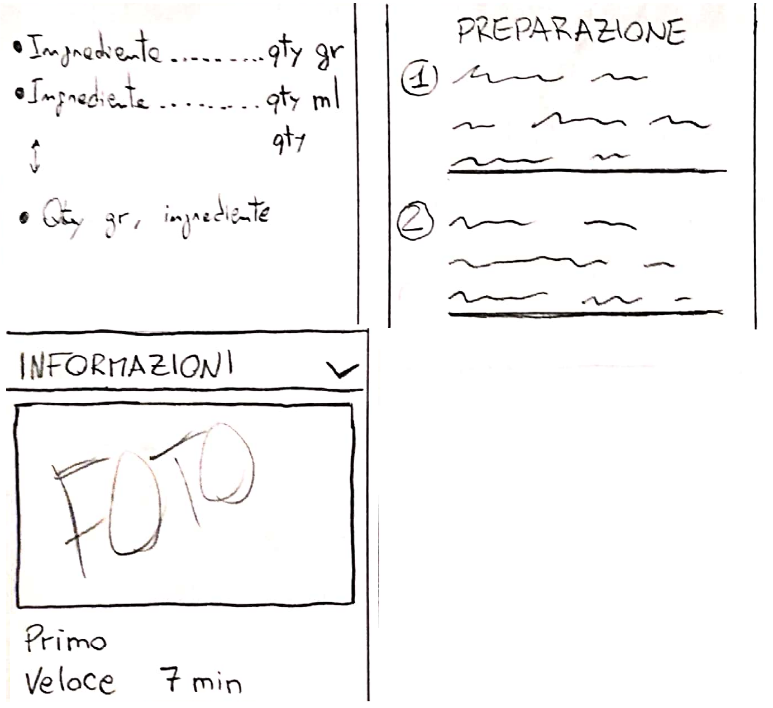 • Ingrediente ......... qty gr
• Ingrediente ......... qty ml
qty
• Qty gr, ingrediente
PREPARAZIONE
1
2
INFORMAZIONI
FOTO
Primo
Veloce 7 min